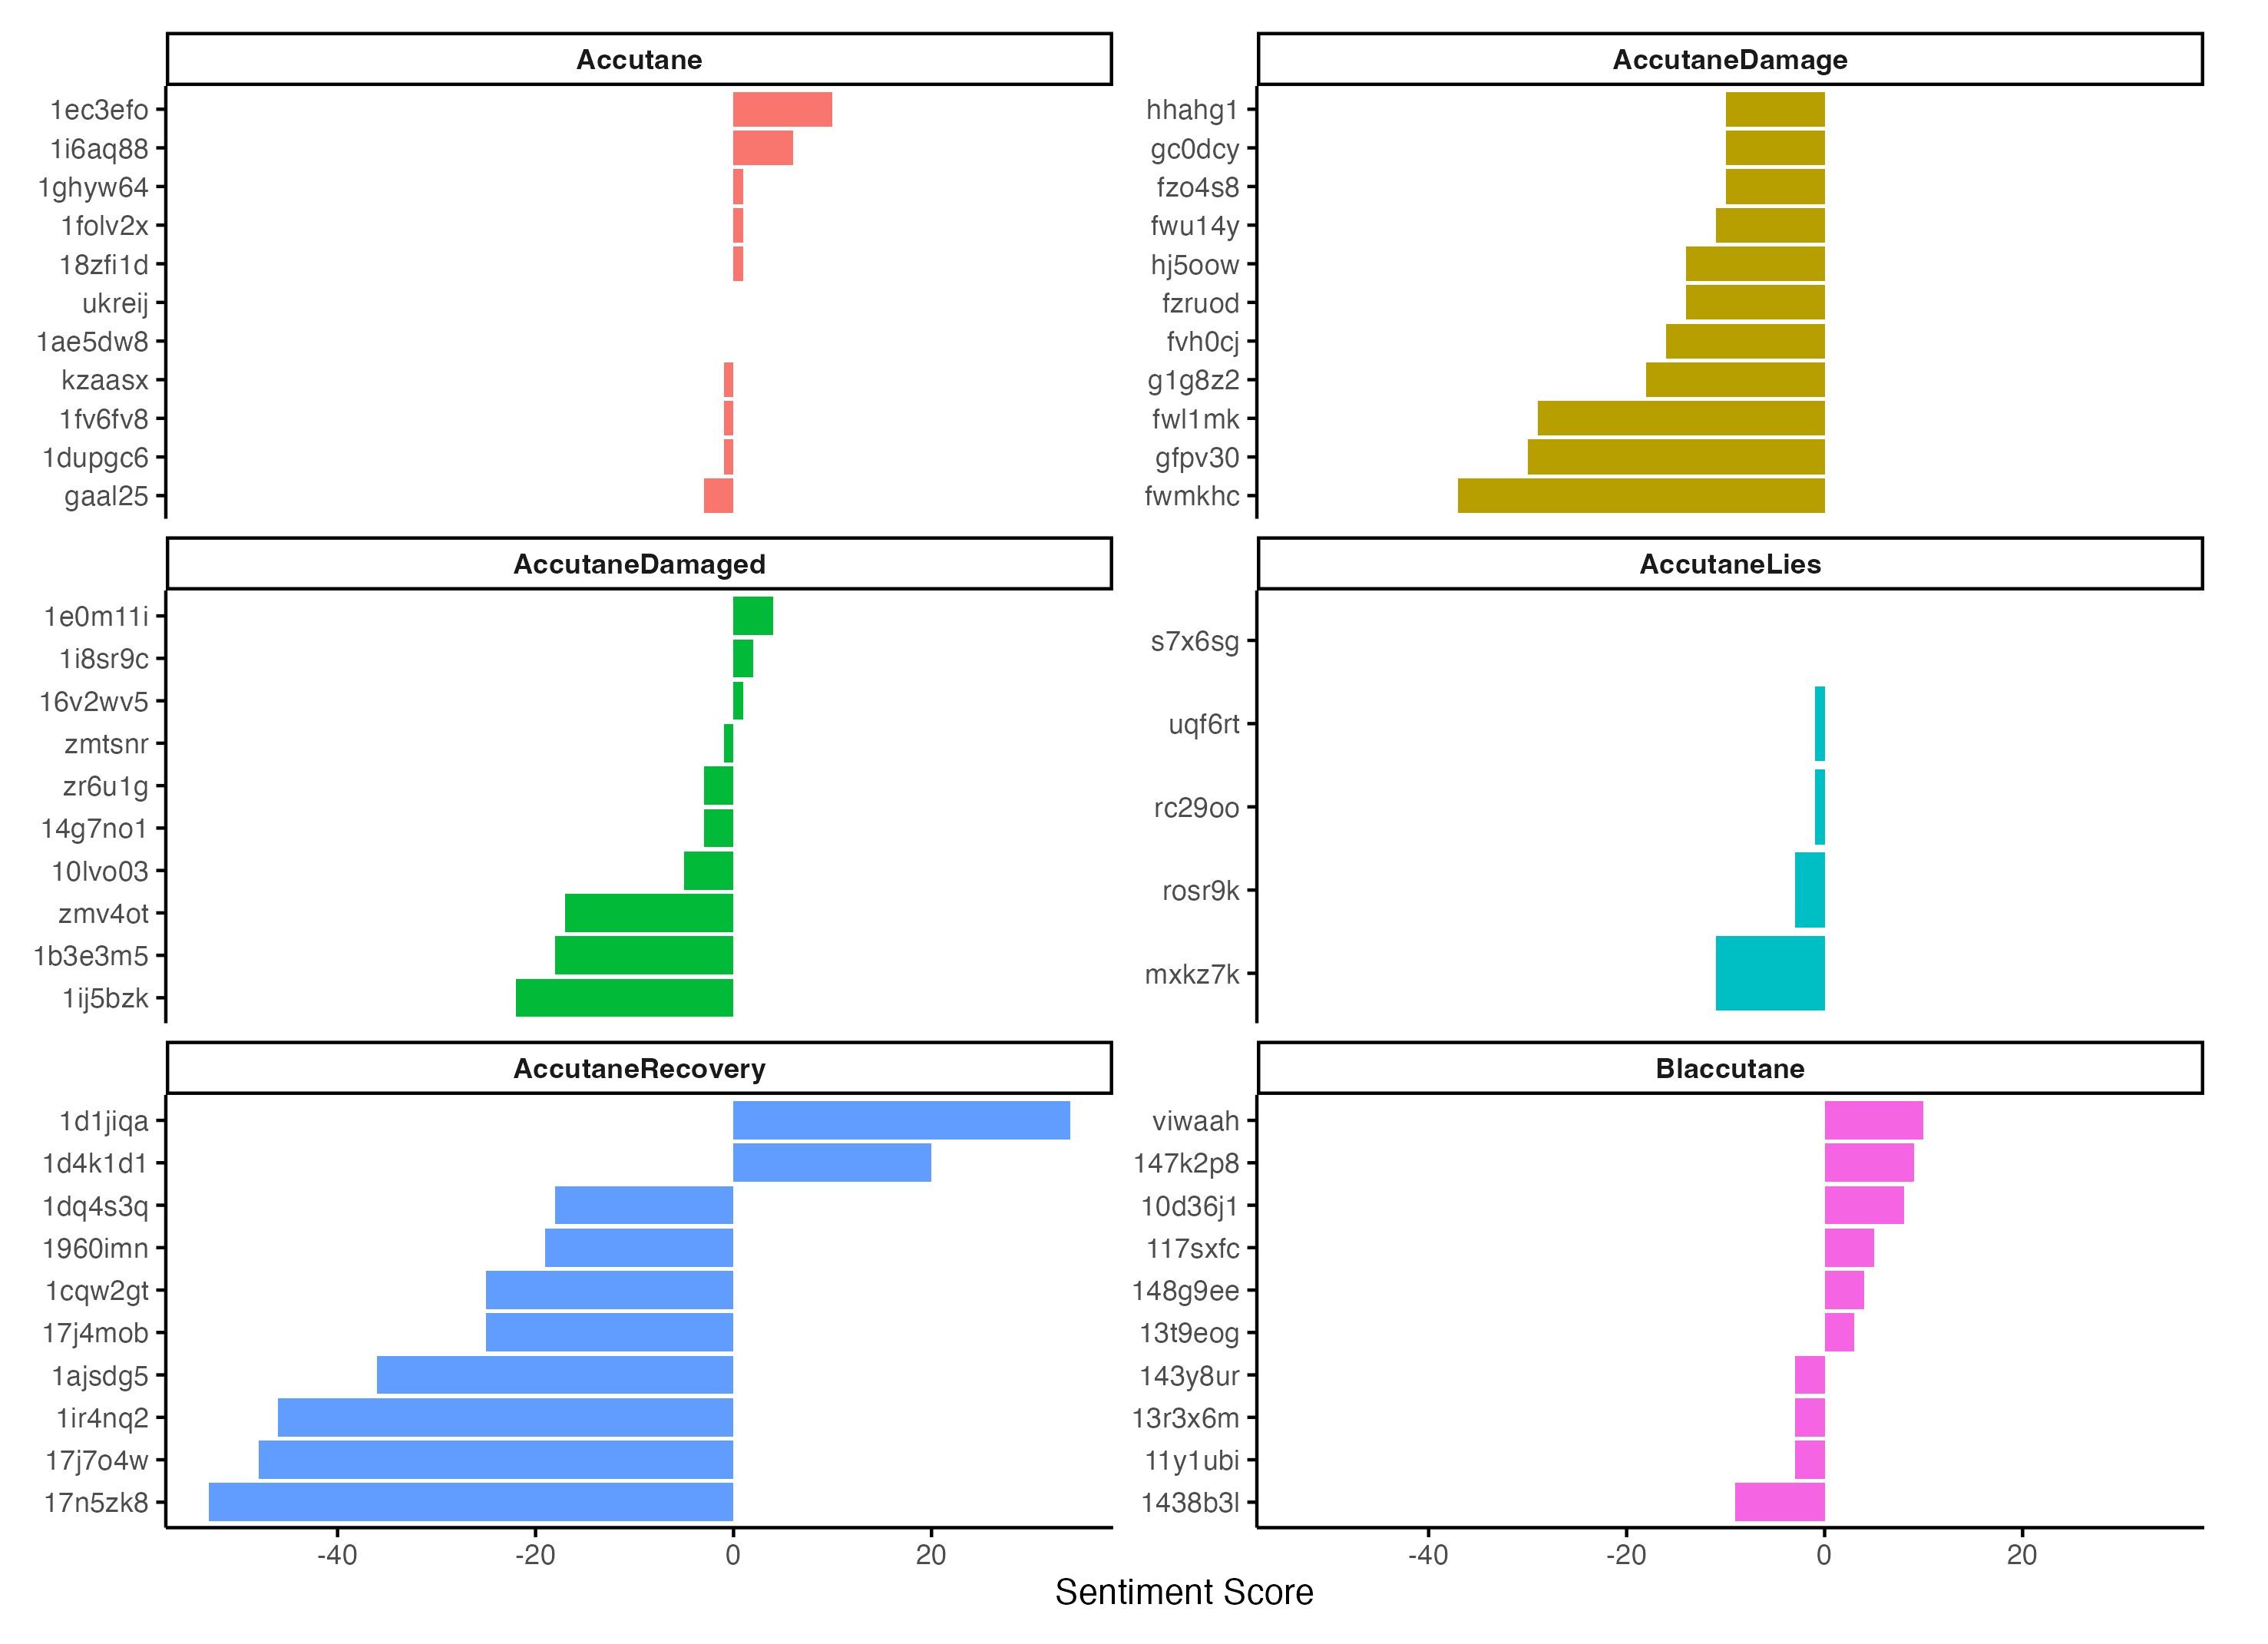 Accutane
1ec3efo
1i6aq88
1ghyw64
1folv2x
18zfi1d
ukreij
1ae5dw8
kzaasx
1fv6fv8
1dupgc6
gaal25
AccutaneDamage
hhahg1
gc0dcy
fzo4s8
fwu14y
hj5oow
fzruod
fvh0cj
g1g8z2
fwl1mk
gfpv30
fwmkhc
AccutaneDamaged
1e0m11i
1i8sr9c
16v2wv5
zmtsnr
zr6u1g
14g7no1
10lvo03
zmv4ot
1b3e3m5
1ij5bzk
AccutaneLies
s7x6sg
uqf6rt
rc29oo
rosr9k
mxkz7k
AccutaneRecovery
1d1jiqa
1d4k1d1
1dq4s3q
1960imn
1cqw2gt
17j4mob
1ajsdg5
1ir4nq2
17j7o4w
17n5zk8
-40 -20 0 20
Blaccutane
viwaah
147k2p8
10d36j1
117sxfc
148g9ee
13t9eog
143y8ur
13r3x6m
11y1ubi
1438b3l
-40 -20 0 20
Sentiment Score